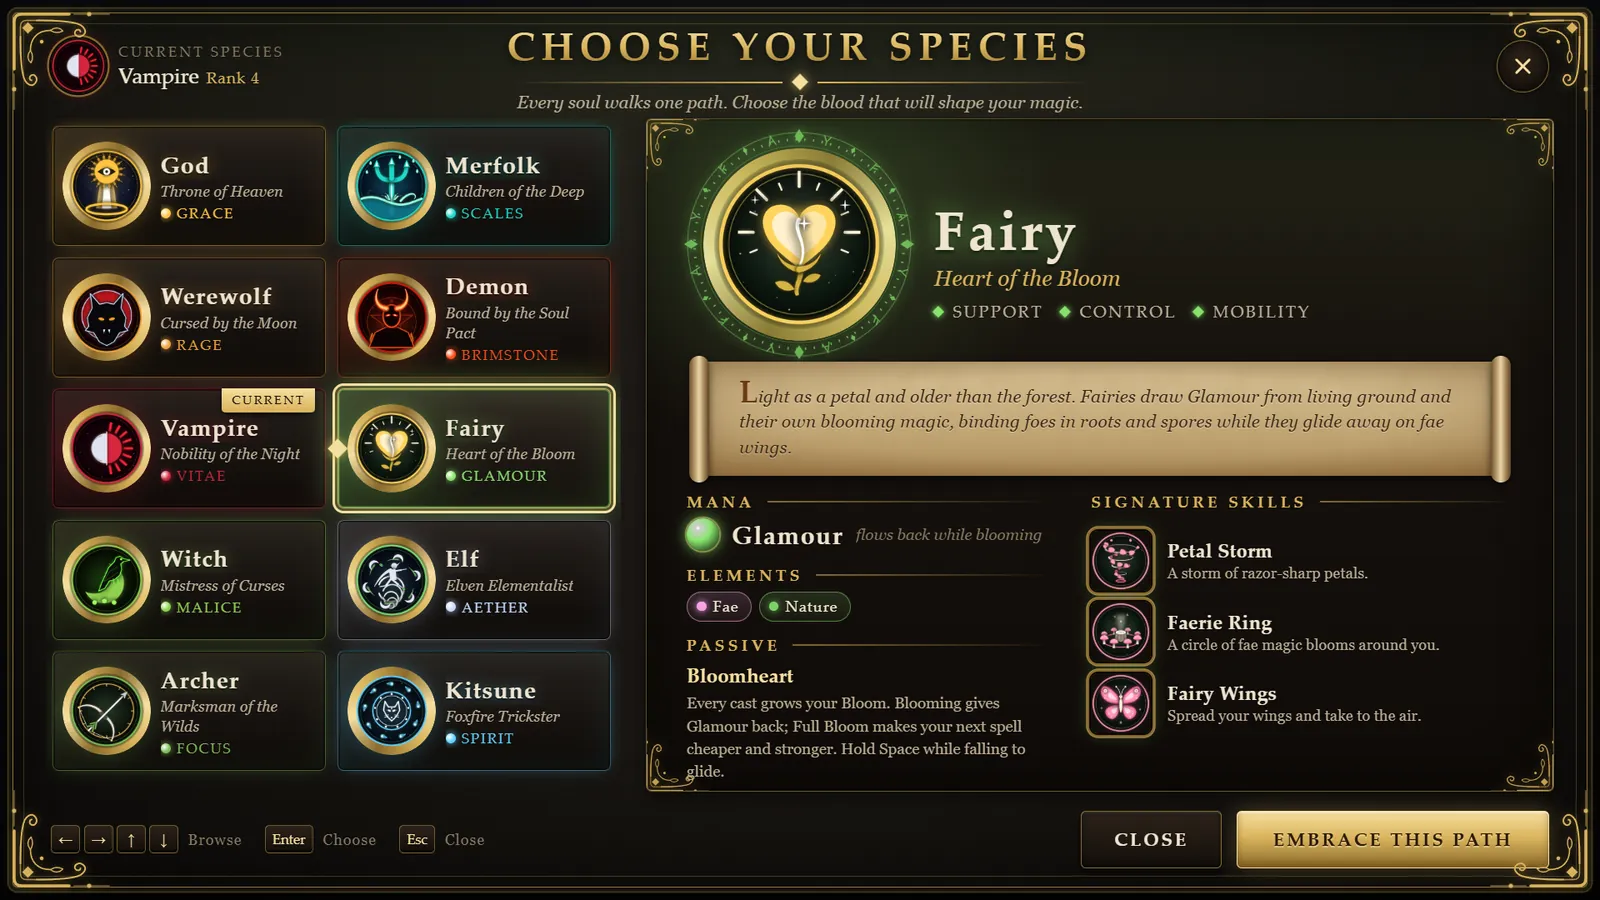 CURRENT SPECIES
Vampire Rank 4
CHOOSE YOUR SPECIES
Every soul walks one path. Choose the blood that will shape your magic.
God
Throne of Heaven
GRACE
Merfolk
Children of the Deep
SCALES
Werewolf
Cursed by the Moon
RAGE
Demon
Bound by the Soul
Pact
BRIMSTONE
CURRENT
Vampire
Nobility of the Night
VITAE
Fairy
Heart of the Bloom
GLAMOUR
Witch
Mistress of Curses
MALICE
Elf
Elven Elementalist
AETHER
Archer
Marksman of the
Wilds
FOCUS
Kitsune
Foxfire Trickster
SPIRIT
Fairy
Heart of the Bloom
SUPPORT CONTROL MOBILITY
Light as a petal and older than the forest. Fairies draw Glamour from living ground and
their own blooming magic, binding foes in roots and spores while they glide away on fae
wings.
MANA
Glamour flows back while blooming
ELEMENTS
Fae Nature
PASSIVE
Bloomheart
Every cast grows your Bloom. Blooming gives
Glamour back; Full Bloom makes your next spell
cheaper and stronger. Hold Space while falling to
glide.
SIGNATURE SKILLS
Petal Storm
A storm of razor-sharp petals.
Faerie Ring
A circle of fae magic blooms around you.
Fairy Wings
Spread your wings and take to the air.
← → ↑ ↓ Browse Enter Choose Esc Close
CLOSE
EMBRACE THIS PATH